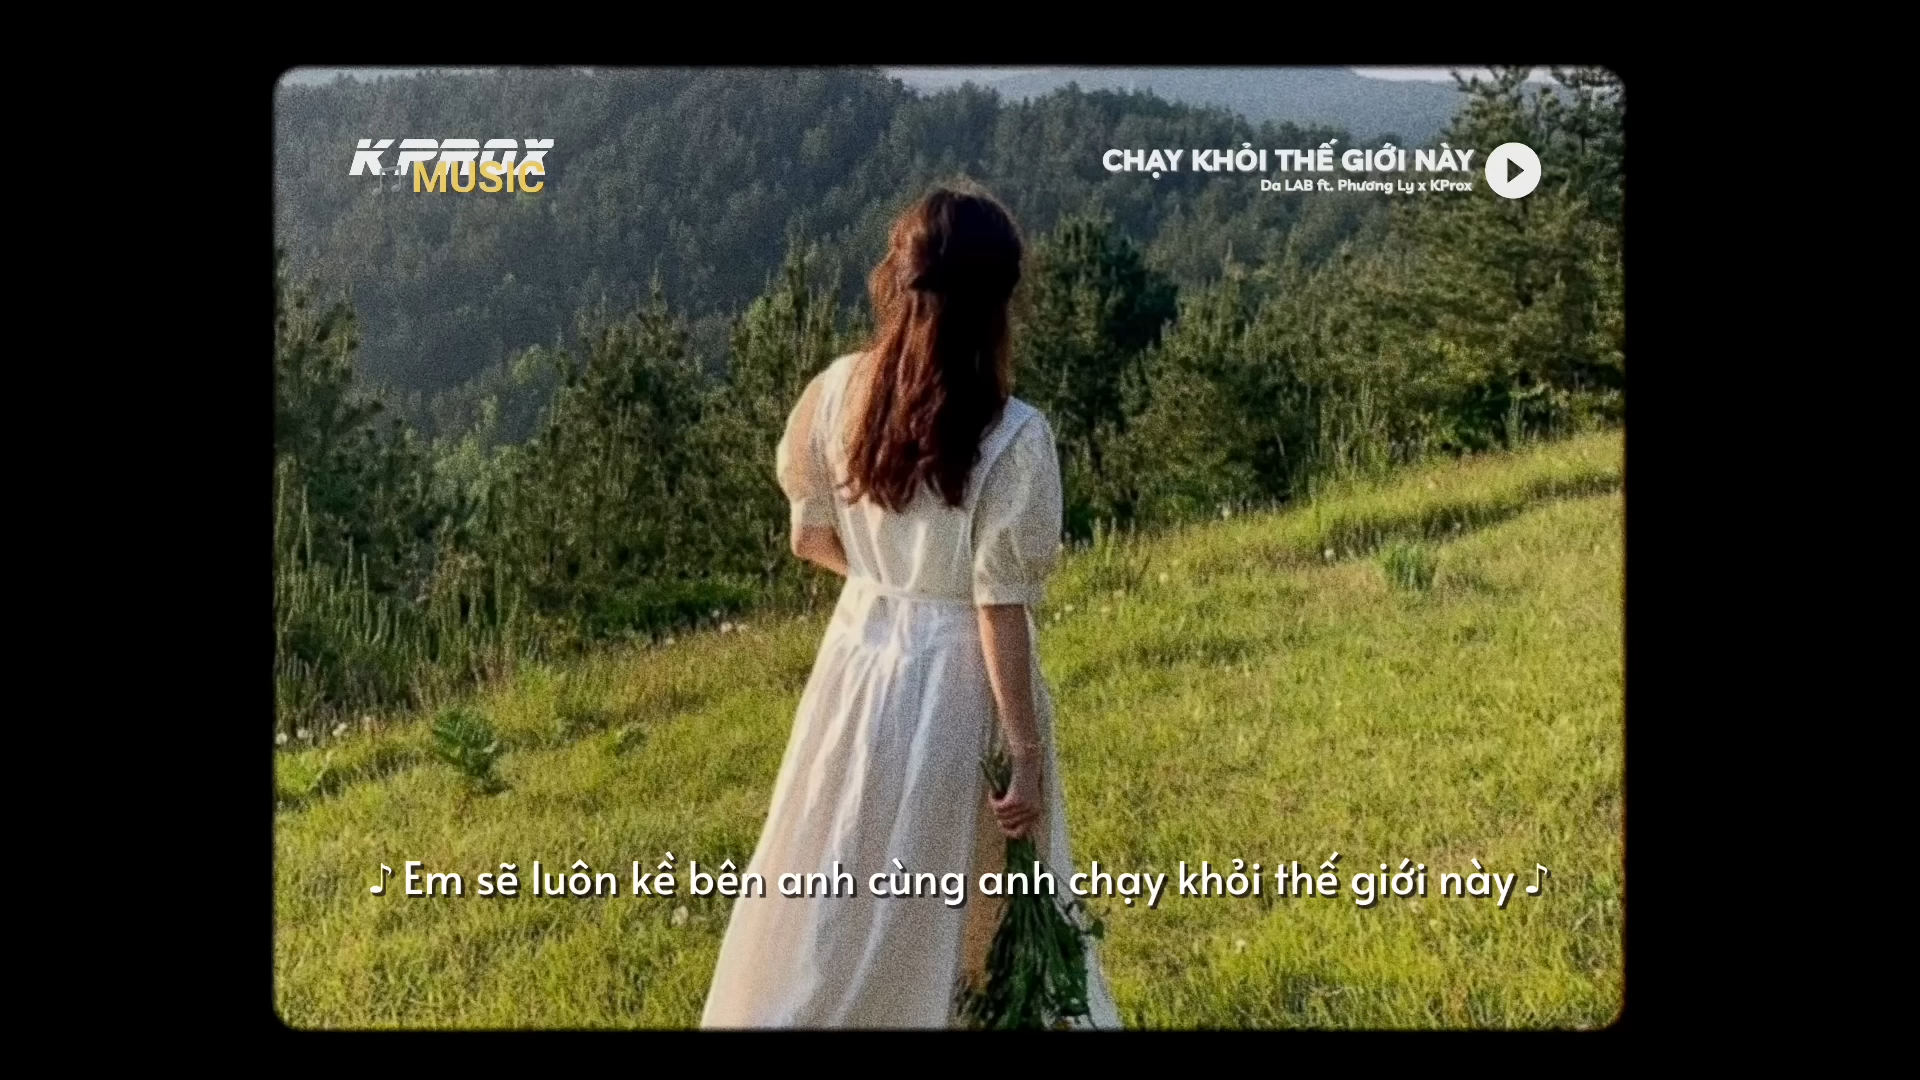 KPROX
MUSIC
CHẠY KHỎI THẾ GIỚI NÀY
Da LAB ft. Phương Ly x KProx
♪ Em sẽ luôn kề bên anh cùng anh chạy khỏi thế giới này ♪